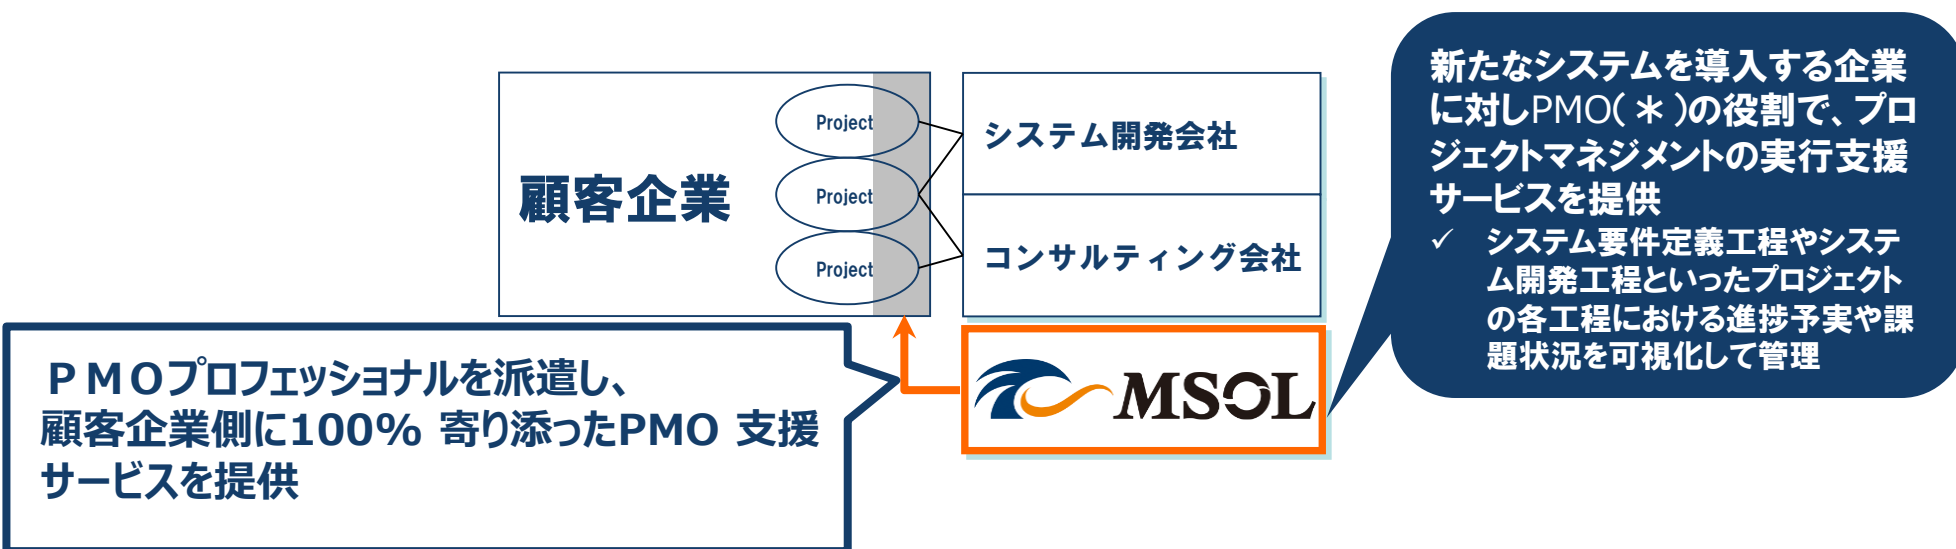 顧客企業
Project
Project
Project
システム開発会社
コンサルティング会社
MSOL
ＰＭＯプロフェッショナルを派遣し、
顧客企業側に100% 寄り添ったPMO 支援
サービスを提供
新たなシステムを導入する企業
に対しPMO(＊)の役割で、プロ
ジェクトマネジメントの実行支援
サービスを提供
✓ システム要件定義工程やシステ
ム開発工程といったプロジェクト
の各工程における進捗予実や課
題状況を可視化して管理